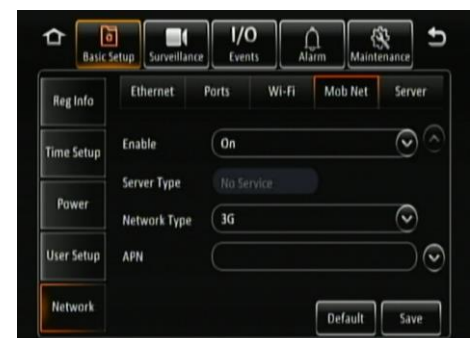 Basic Setup
Surveillance
I/O
Events
Alarm
Maintenance
Reg Info
Ethernet Ports Wi-Fi Mob Net Server
Time Setup
Enable On
Server Type No Service
Power
Network Type 3G
User Setup
APN
Network
Default Save